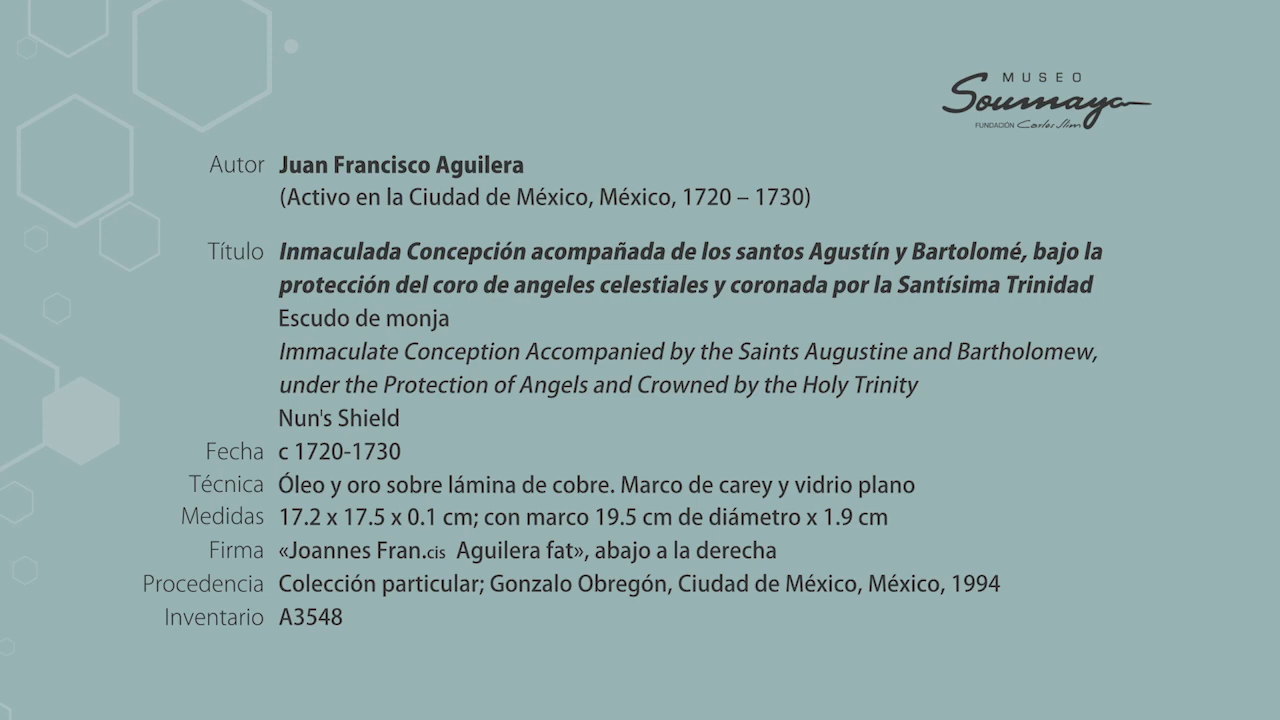 MUSEO
Soumaya
FUNDACIÓN Carlos Slim
Autor Juan Francisco Aguilera
(Activo en la Ciudad de México, México, 1720 – 1730)
Título Inmaculada Concepción acompañada de los santos Agustín y Bartolomé, bajo la
protección del coro de angeles celestiales y coronada por la Santísima Trinidad
Escudo de monja
Immaculate Conception Accompanied by the Saints Augustine and Bartholomew,
under the Protection of Angels and Crowned by the Holy Trinity
Nun's Shield
Fecha c 1720-1730
Técnica Óleo y oro sobre lámina de cobre. Marco de carey y vidrio plano
Medidas 17.2 x 17.5 x 0.1 cm; con marco 19.5 cm de diámetro x 1.9 cm
Firma «Joannes Fran.cis Aguilera fat», abajo a la derecha
Procedencia Colección particular; Gonzalo Obregón, Ciudad de México, México, 1994
Inventario A3548